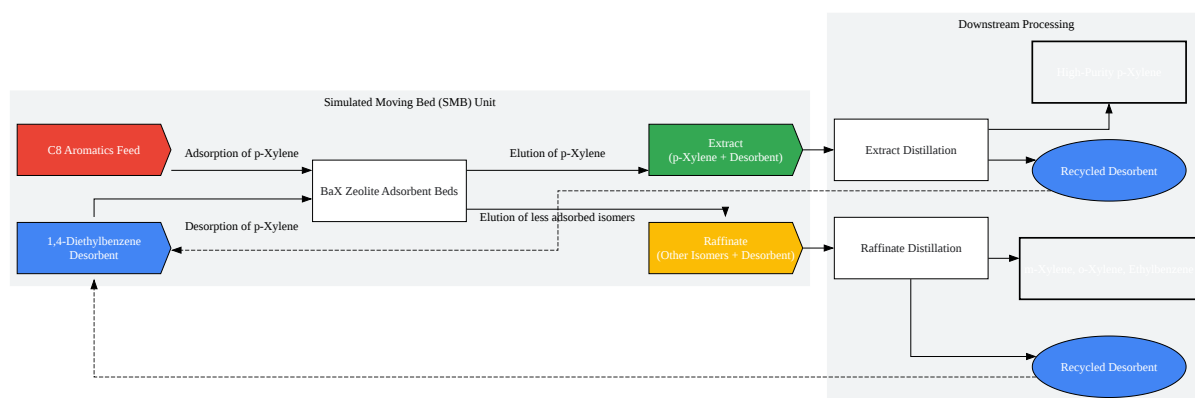 Downstream Processing
High-Purity p-Xylene
Simulated Moving Bed (SMB) Unit
C8 Aromatics Feed
Adsorption of p-Xylene
Elution of p-Xylene
Extract
(p-Xylene + Desorbent)
Extract Distillation
Recycled Desorbent
BaX Zeolite Adsorbent Beds
Elution of less adsorbed isomers
1,4-Diethylbenzene
Desorbent
Desorption of p-Xylene
Raffinate
(Other Isomers + Desorbent)
Raffinate Distillation
m-Xylene, o-Xylene, Ethylbenzene
Recycled Desorbent